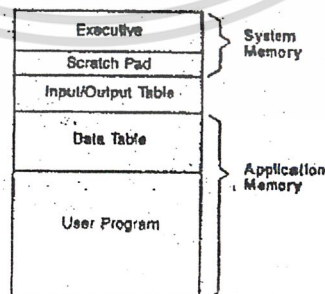 Executive
System
Memory
Scratch Pad
Input/Output Table
Data Table
Application
Memory
User Program